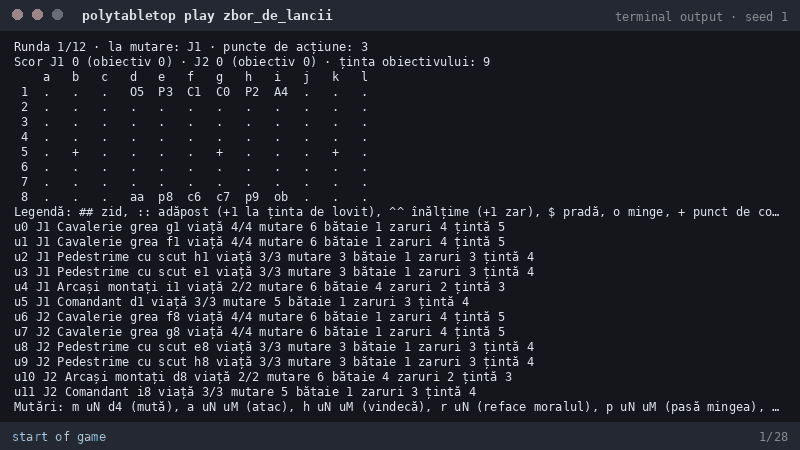 polytabletop play zbor_de_lancii
terminal output · seed 1
Runda 1/12 · la mutare: J1 · puncte de acțiune: 3
Scor J1 0 (obiectiv 0) · J2 0 (obiectiv 0) · ținta obiectivului: 9
a b c d e f g h i j k l
1 . . . O5 P3 C1 C0 P2 A4 . . .
2 . . . . . . . . . . . .
3 . . . . . . . . . . . .
4 . . . . . . . . . . . .
5 . + . . . . + . . . + .
6 . . . . . . . . . . . .
7 . . . . . . . . . . . .
8 . . . aa p8 c6 c7 p9 ob . . .
Legendă: ## zid, :: adăpost (+1 la ținta de lovit), ^^ înălțime (+1 zar), $ pradă, o minge, + punct de co…
u0 J1 Cavalerie grea g1 viață 4/4 mutare 6 bătaie 1 zaruri 4 țintă 5
u1 J1 Cavalerie grea f1 viață 4/4 mutare 6 bătaie 1 zaruri 4 țintă 5
u2 J1 Pedestrime cu scut h1 viață 3/3 mutare 3 bătaie 1 zaruri 3 țintă 4
u3 J1 Pedestrime cu scut e1 viață 3/3 mutare 3 bătaie 1 zaruri 3 țintă 4
u4 J1 Arcași montați i1 viață 2/2 mutare 6 bătaie 4 zaruri 2 țintă 3
u5 J1 Comandant d1 viață 3/3 mutare 5 bătaie 1 zaruri 3 țintă 4
u6 J2 Cavalerie grea f8 viață 4/4 mutare 6 bătaie 1 zaruri 4 țintă 5
u7 J2 Cavalerie grea g8 viață 4/4 mutare 6 bătaie 1 zaruri 4 țintă 5
u8 J2 Pedestrime cu scut e8 viață 3/3 mutare 3 bătaie 1 zaruri 3 țintă 4
u9 J2 Pedestrime cu scut h8 viață 3/3 mutare 3 bătaie 1 zaruri 3 țintă 4
u10 J2 Arcași montați d8 viață 2/2 mutare 6 bătaie 4 zaruri 2 țintă 3
u11 J2 Comandant i8 viață 3/3 mutare 5 bătaie 1 zaruri 3 țintă 4
Mutări: m uN d4 (mută), a uN uM (atac), h uN uM (vindecă), r uN (reface moralul), p uN uM (pasă mingea), …
start of game
1/28